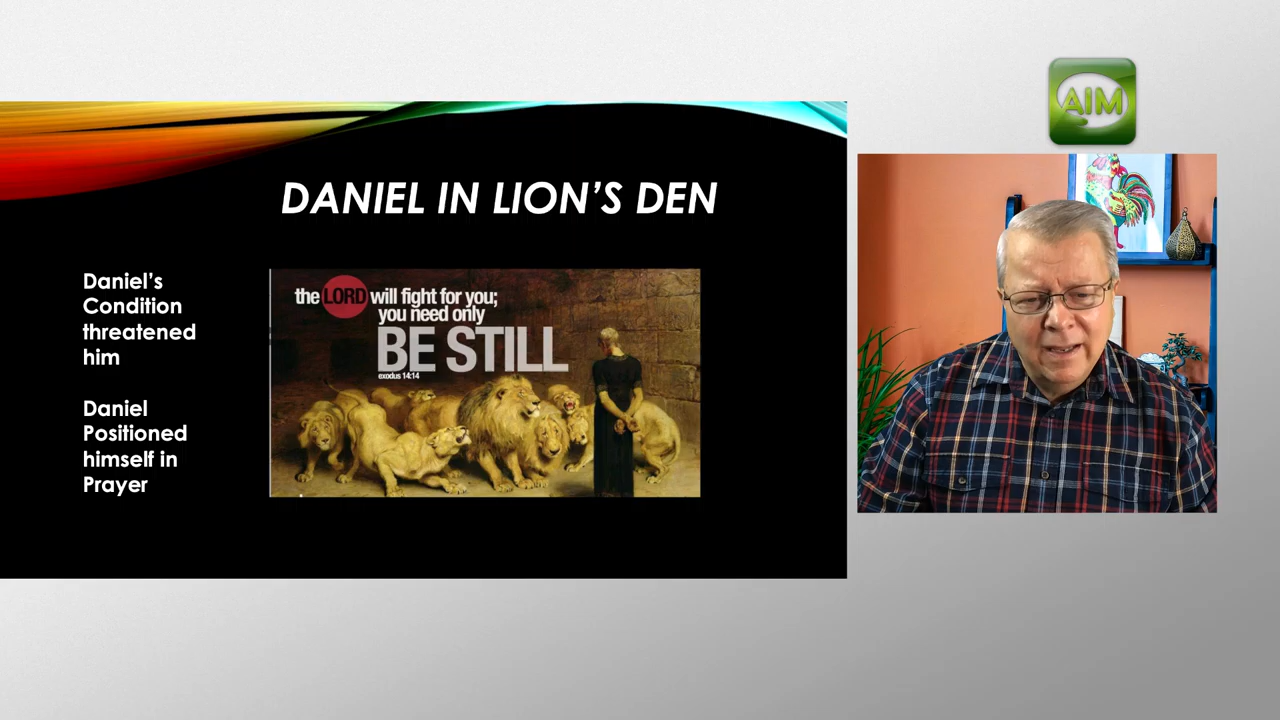 AIM
DANIEL IN LION'S DEN
Daniel's
Condition
threatened
him
Daniel
Positioned
himself in
Prayer
the LORD will fight for you;
you need only
BE STILL
exodus 14:14